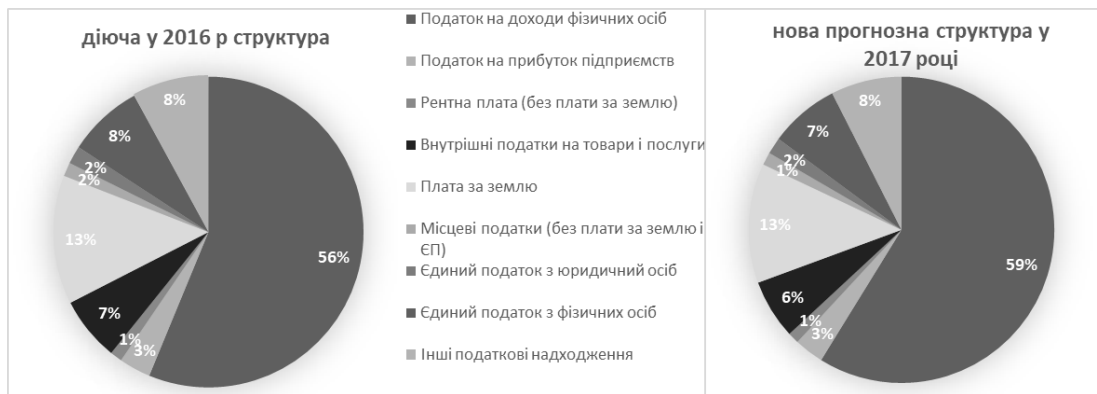 діюча у 2016 р структура
8%
8%
2%
2%
13%
7%
1%
3%
56%
Податок на доходи фізичних осіб
Податок на прибуток підприємств
Рентна плата (без плати за землю)
Внутрішні податки на товари і послуги
Плата за землю
Місцеві податки (без плати за землю і
ЄП)
Єдиний податок з юридичний осіб
Єдиний податок з фізичних осіб
Інші податкові надходження
нова прогнозна структура у
2017 році
8%
7%
2%
1%
13%
6%
1%
3%
59%